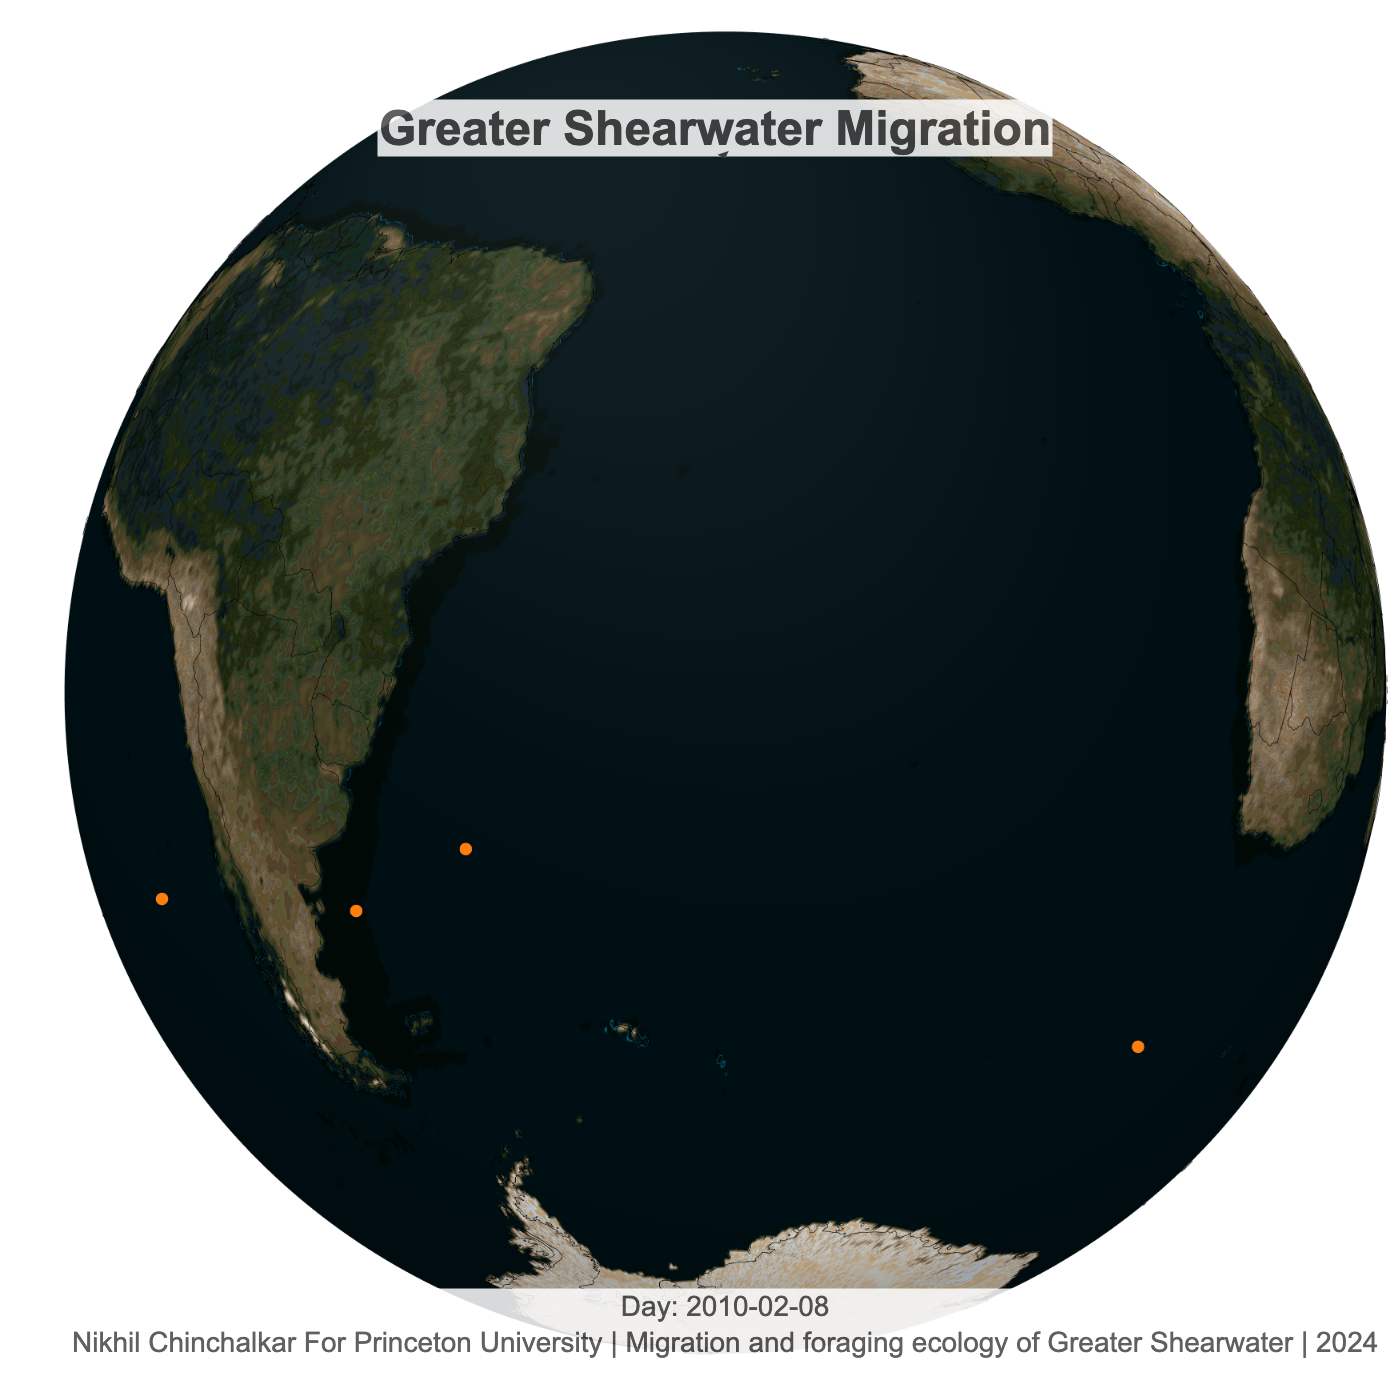 Greater Shearwater Migration
Day: 2010-02-08
Nikhil Chinchalkar For Princeton University | Migration and foraging ecology of Greater Shearwater | 2024